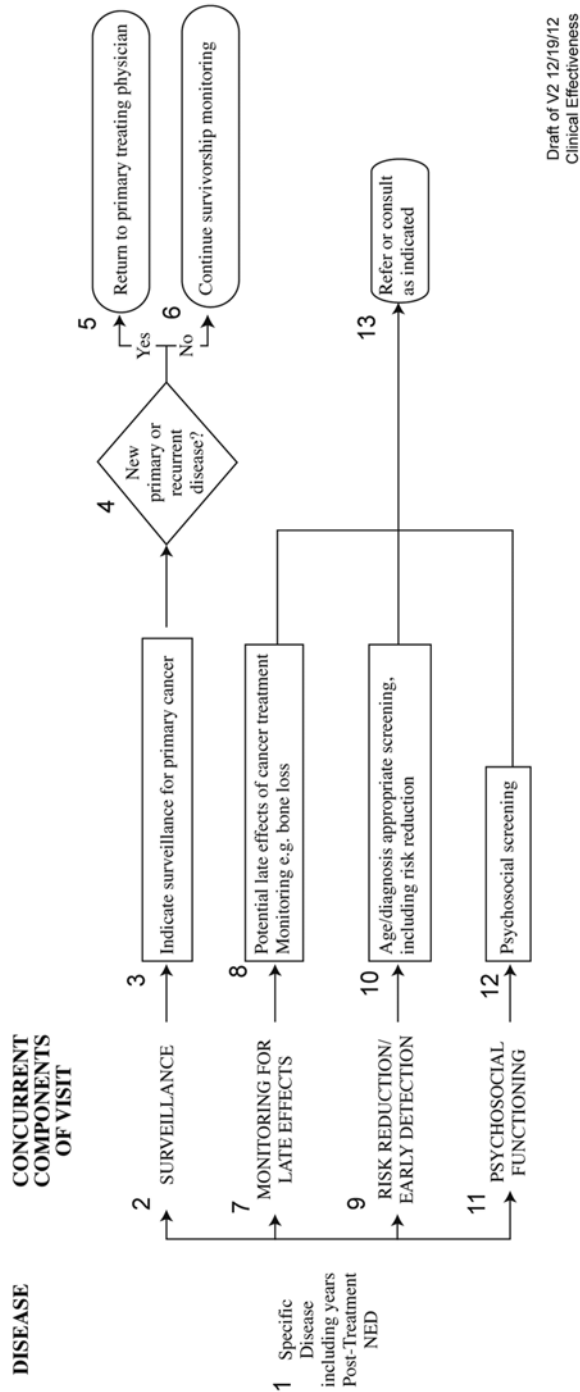 DISEASE
CONCURRENT
COMPONENTS
OF VISIT
1
Specific
Disease
including years
Post-Treatment
NED
2
SURVEILLANCE
3
Indicate surveillance for primary cancer
4
New
primary or
recurrent
disease?
Yes
No
5
Return to primary treating physician
6
Continue survivorship monitoring
7
MONITORING FOR
LATE EFFECTS
8
Potential late effects of cancer treatment
Monitoring e.g. bone loss
9
RISK REDUCTION/
EARLY DETECTION
10
Age/diagnosis appropriate screening,
including risk reduction
11
PSYCHOSOCIAL
FUNCTIONING
12
Psychosocial screening
13
Refer or consult
as indicated
Draft of V2 12/19/12
Clinical Effectiveness